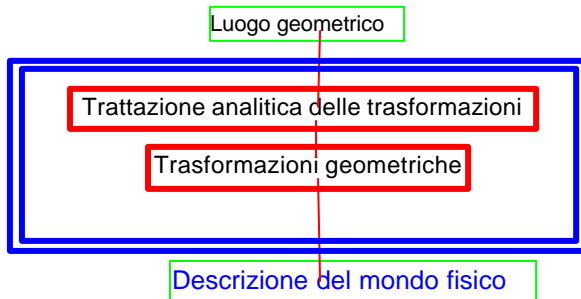 Luogo geometrico
Trattazione analitica delle trasformazioni
Trasformazioni geometriche
Descrizione del mondo fisico